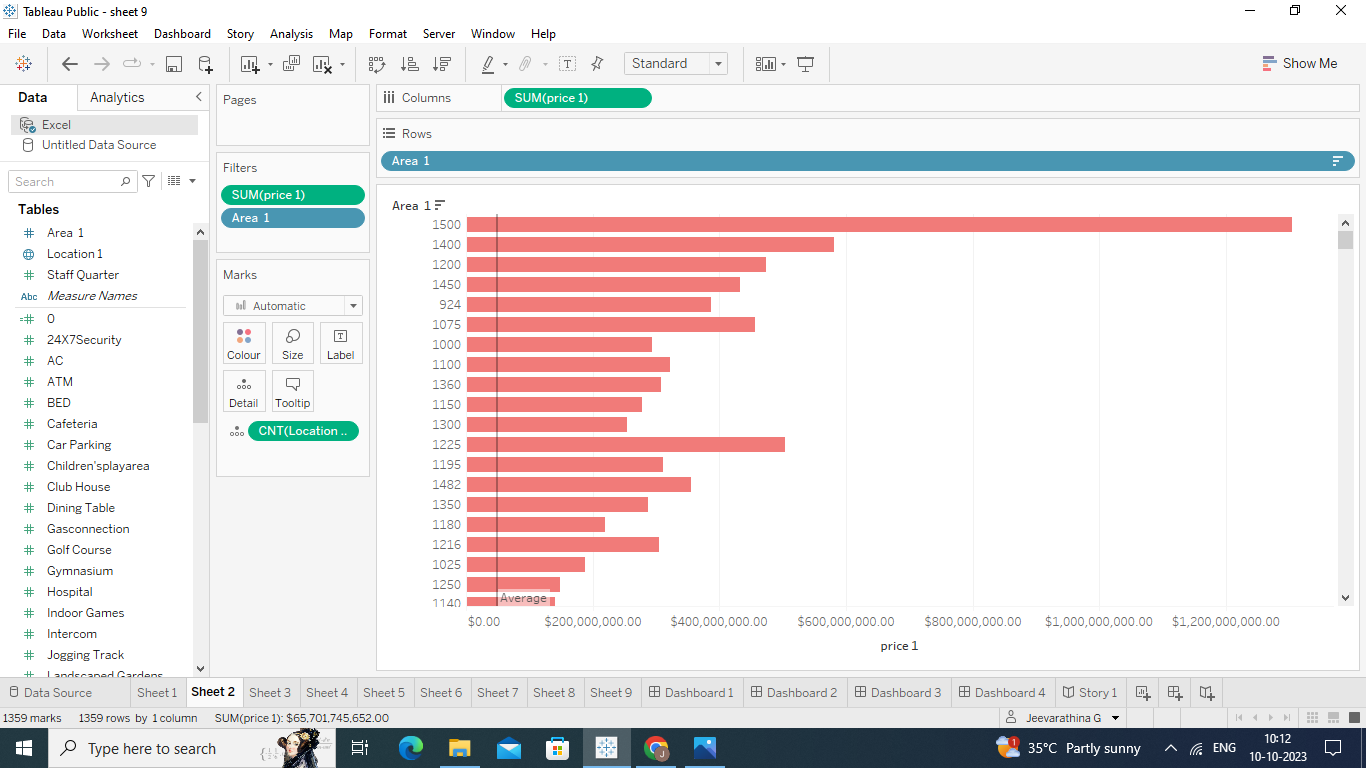 Tableau Public - sheet 9
File Data Worksheet Dashboard Story Analysis Map Format Server Window Help
Standard
Show Me
Data Analytics
Excel
Untitled Data Source
Search
Tables
Area 1
Location 1
Staff Quarter
Abc Measure Names
0
24X7Security
AC
ATM
BED
Cafeteria
Car Parking
Children'splayarea
Club House
Dining Table
Gasconnection
Golf Course
Gymnasium
Hospital
Indoor Games
Intercom
Jogging Track
Landscaped Gardens
Pages
Filters
SUM(price 1)
Area 1
Marks
Automatic
Colour Size Label
Detail Tooltip
CNT(Location ..
Columns SUM(price 1)
Rows
Area 1
Area 1
1500
1400
1200
1450
924
1075
1000
1100
1360
1150
1300
1225
1195
1482
1350
1180
1216
1025
1250
1140
Average
$0.00 $200,000,000.00 $400,000,000.00 $600,000,000.00 $800,000,000.00 $1,000,000,000.00 $1,200,000,000.00
price 1
Data Source Sheet 1 Sheet 2 Sheet 3 Sheet 4 Sheet 5 Sheet 6 Sheet 7 Sheet 8 Sheet 9 Dashboard 1 Dashboard 2 Dashboard 3 Dashboard 4 Story 1
1359 marks 1359 rows by 1 column SUM(price 1): $65,701,745,652.00 Jeevarathina G
Type here to search
1 35°C Partly sunny ENG
10:12
10-10-2023